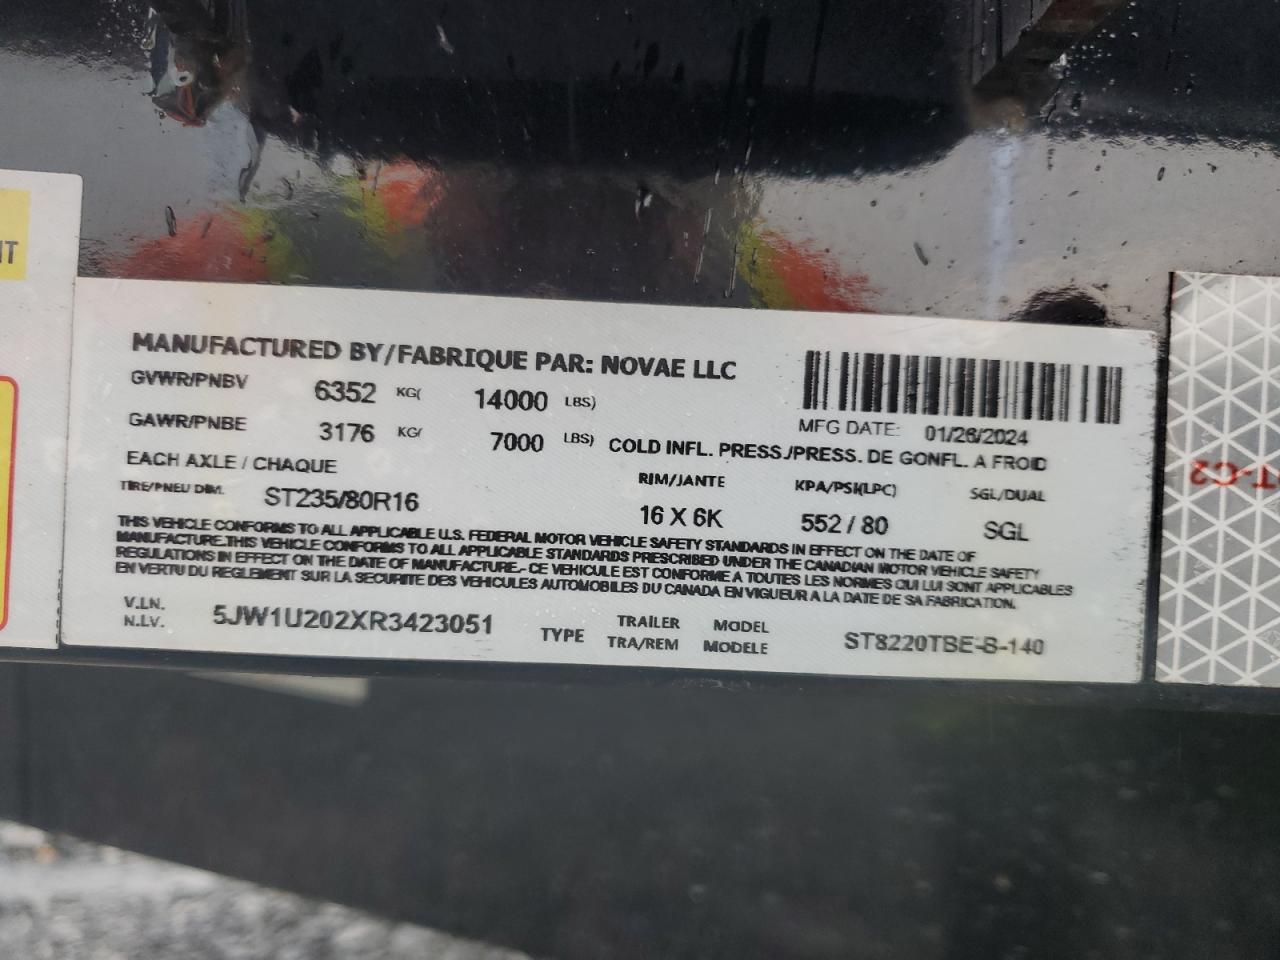 MANUFACTURED BY/FABRIQUE PAR: NOVAE LLC
GVWR/PNBV 6352 KG( 14000 LBS)
MFG DATE: 01/26/2024
GAWR/PNBE 3176 KG( 7000 LBS) COLD INFL. PRESS./PRESS. DE GONFL. A FROID
EACH AXLE / CHAQUE RIM/JANTE KPA/PSI(LPC) SGL/DUAL
TIRE/PNEU DIM. ST235/80R16 16 X 6K 552 / 80 SGL
THIS VEHICLE CONFORMS TO ALL APPLICABLE U.S. FEDERAL MOTOR VEHICLE SAFETY STANDARDS IN EFFECT ON THE DATE OF
MANUFACTURE.THIS VEHICLE CONFORMS TO ALL APPLICABLE STANDARDS PRESCRIBED UNDER THE CANADIAN MOTOR VEHICLE SAFETY
REGULATIONS IN EFFECT ON THE DATE OF MANUFACTURE.- CE VEHICULE EST CONFORME A TOUTES LES NORMES QUI LUI SONT APPLICABLES
EN VERTU DU REGLEMENT SUR LA SECURITE DES VEHICULES AUTOMOBILES DU CANADA EN VIGUEUR A LA DATE DE SA FABRICATION.
V.I.N. 5JW1U202XR3423051 TRAILER MODEL
N.I.V. TYPE TRA/REM MODELE ST8220TBE-B-140